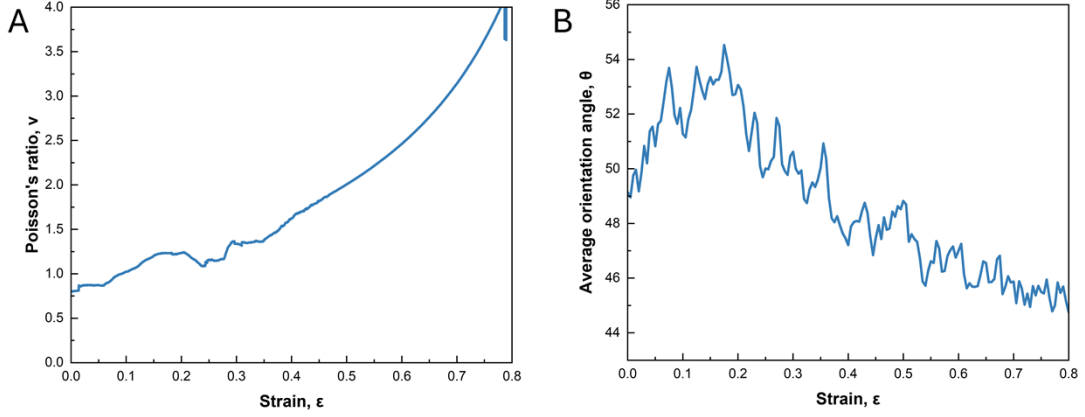 A
4.0
3.5
3.0
2.5
2.0
1.5
1.0
0.5
0.0
Poisson's ratio, v
0.0 0.1 0.2 0.3 0.4 0.5 0.6 0.7 0.8
Strain, ε
B
56
54
52
50
48
46
44
Average orientation angle, θ
0.0 0.1 0.2 0.3 0.4 0.5 0.6 0.7 0.8
Strain, ε